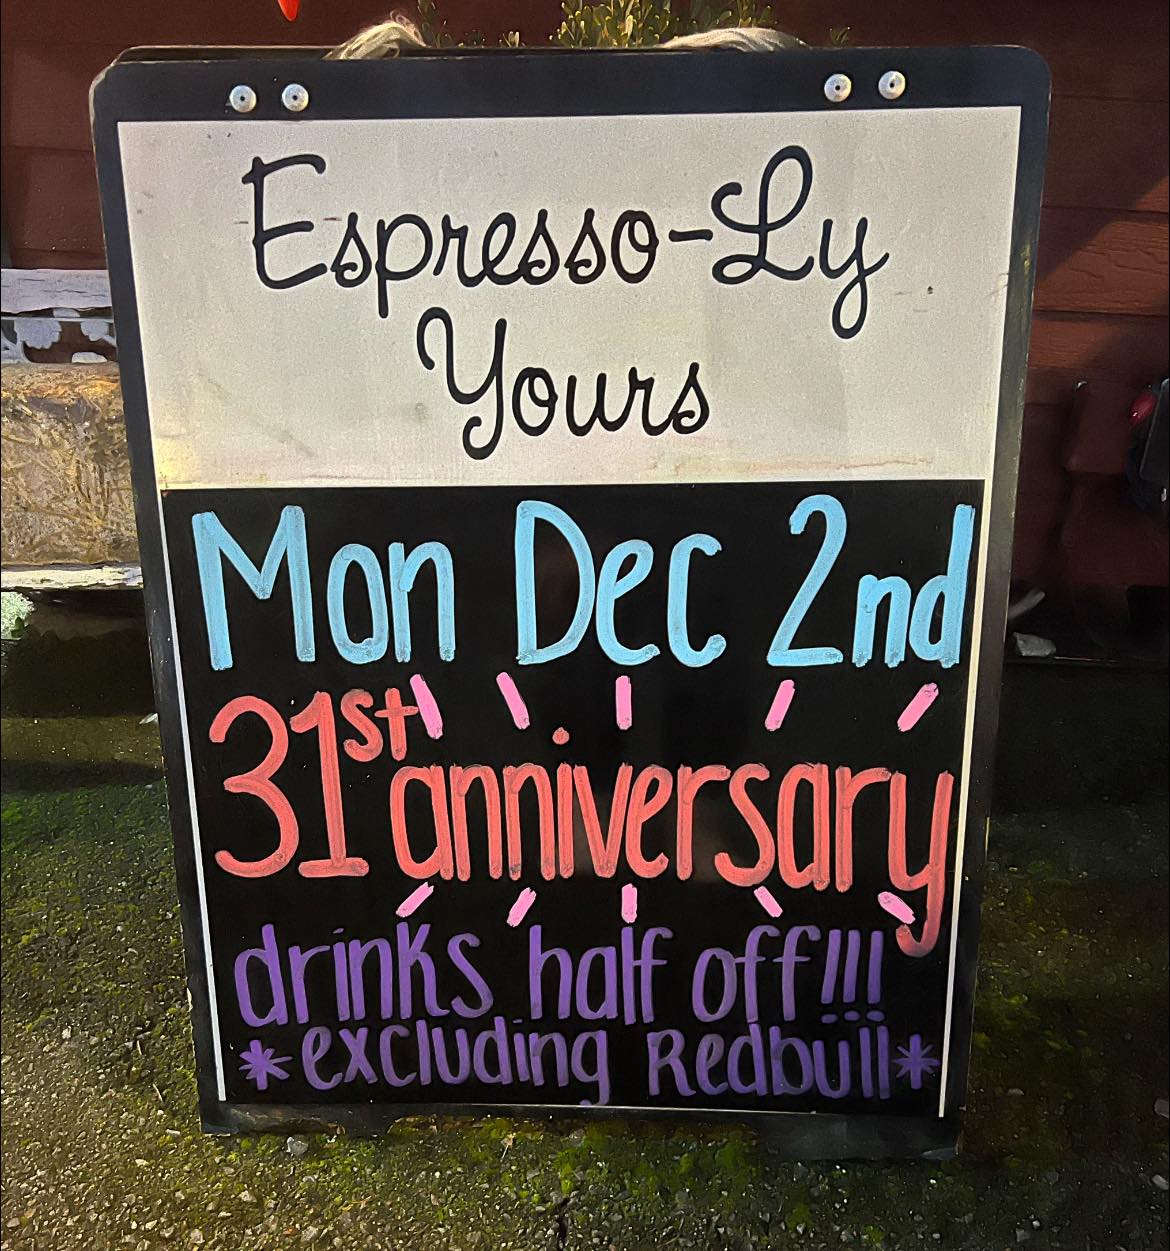 Espresso-Ly
Yours
Mon Dec 2nd
31st anniversary
drinks half off!!!
*excluding Redbull*